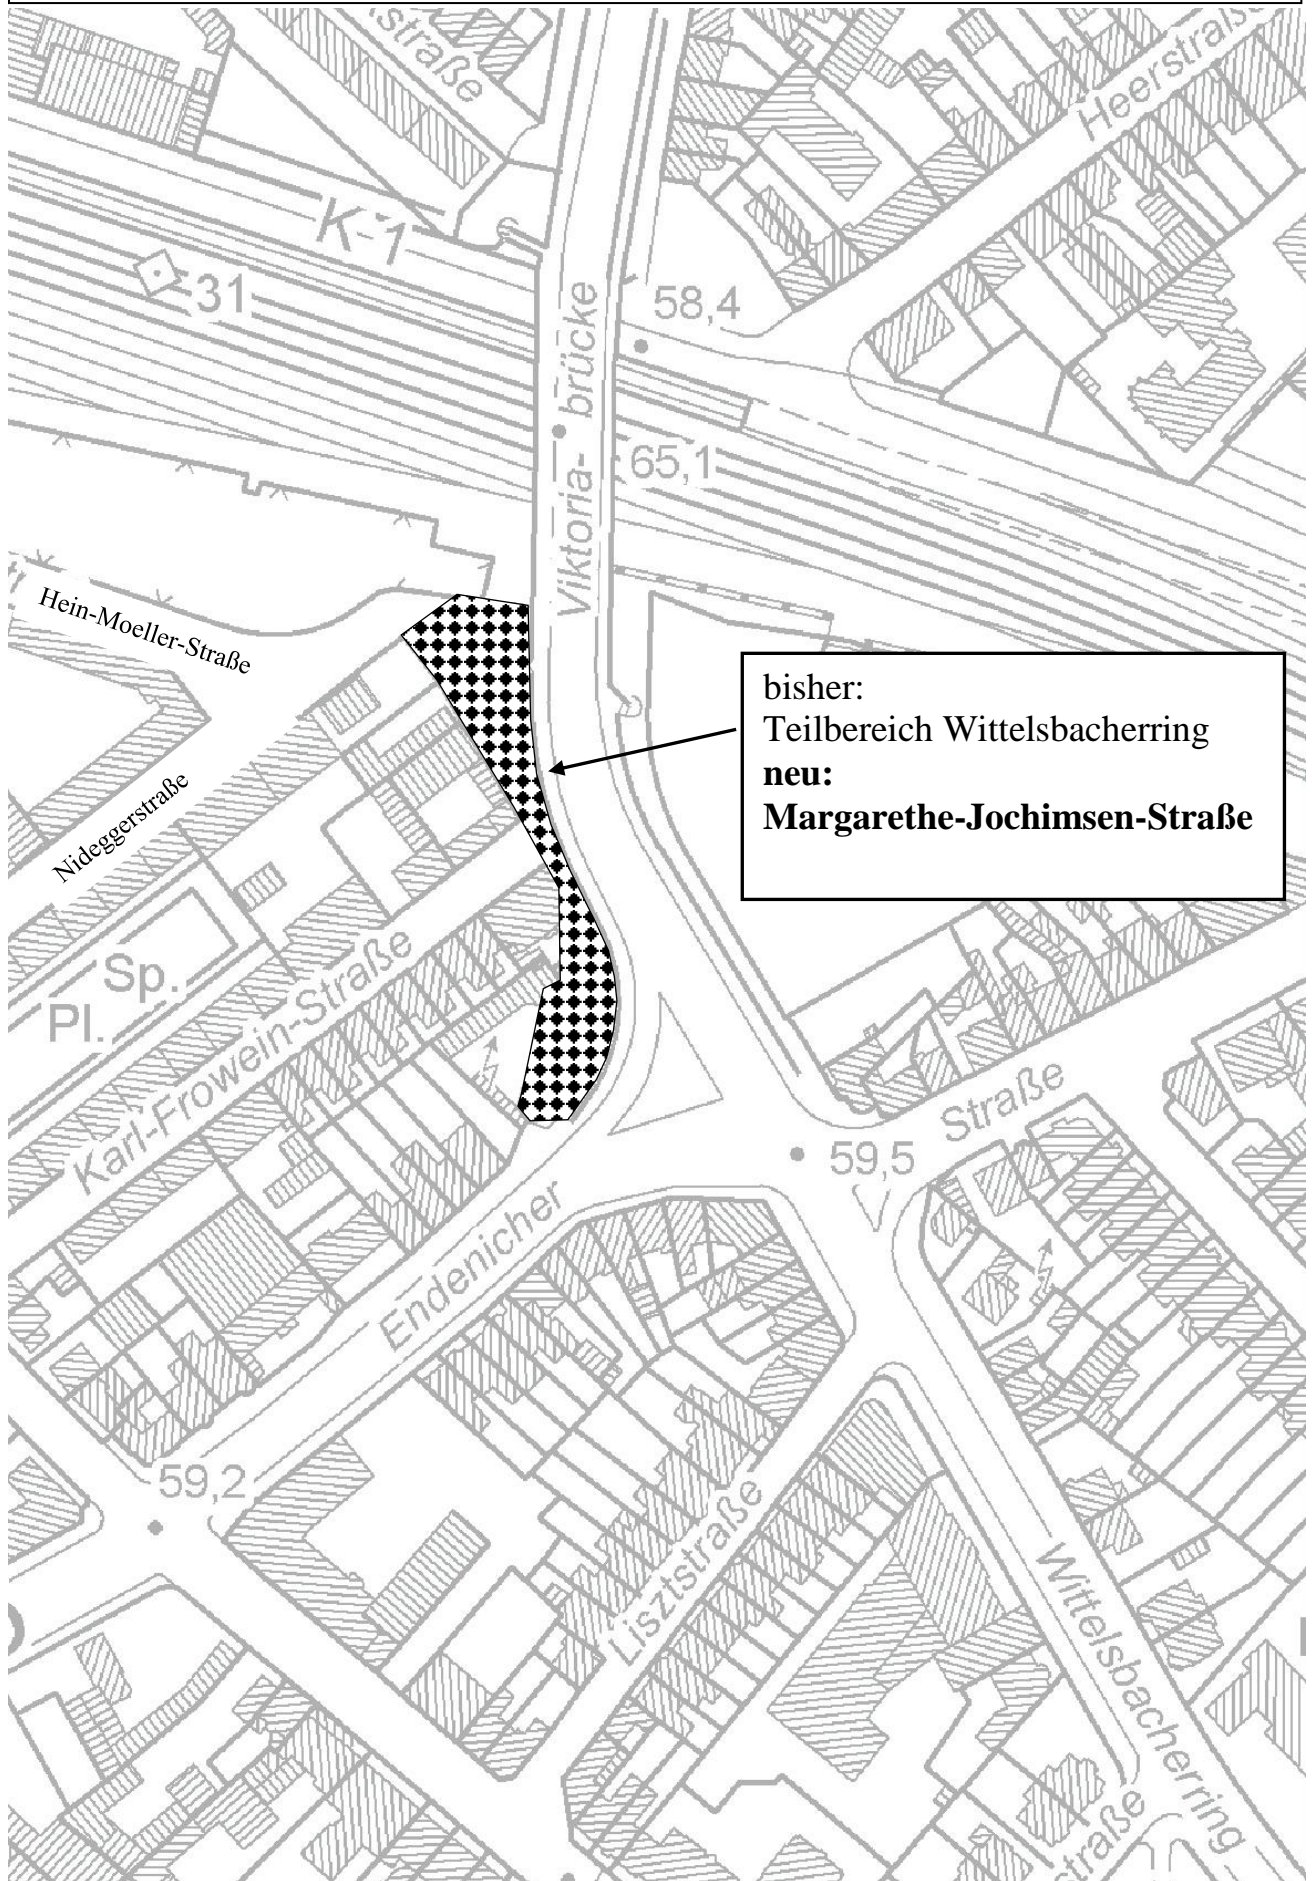 straße
Heerstraße
K-1
31
58,4
Viktoria- brücke
65,1
Hein-Moeller-Straße
bisher:
Teilbereich Wittelsbacherring
neu:
Margarethe-Jochimsen-Straße
Nideggerstraße
Sp.
Pl.
Karl-Frowein-Straße
Straße
59,5
Endenicher
59,2
Lisztstraße
Wittelsbacherring
straße